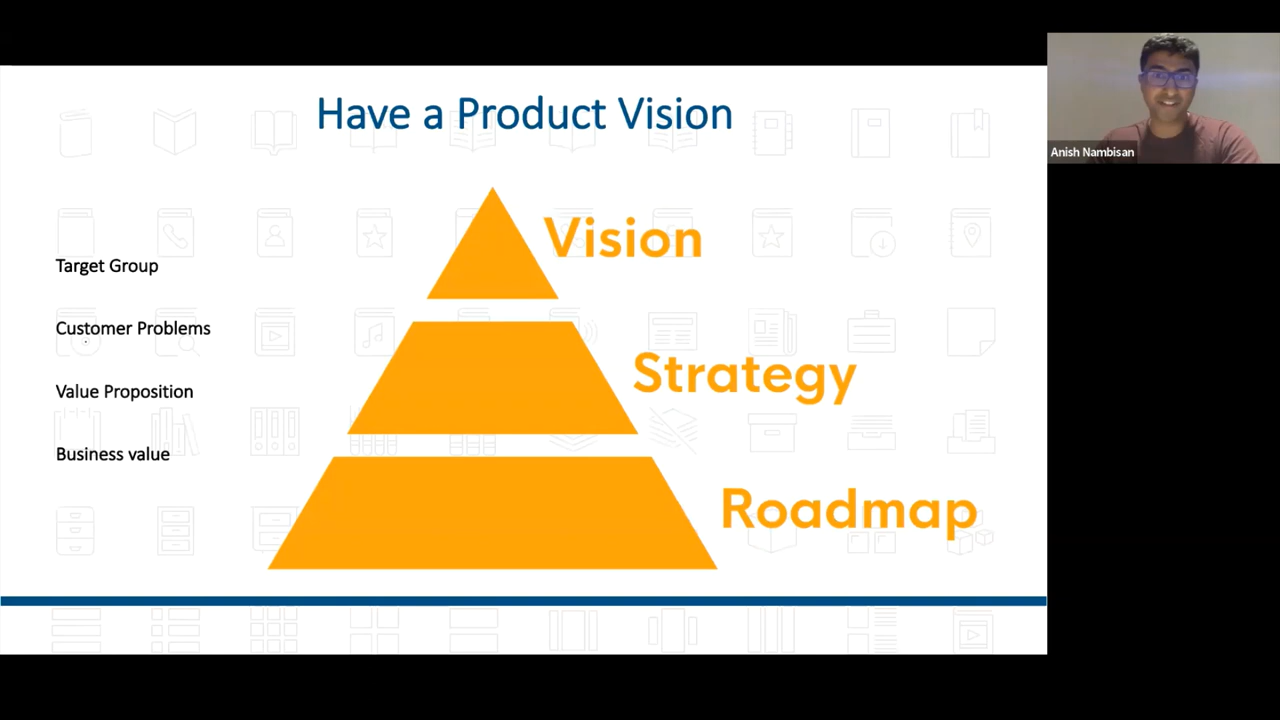 Have a Product Vision
Vision
Target Group
Customer Problems
Strategy
Value Proposition
Business value
Roadmap
Anish Nambisan